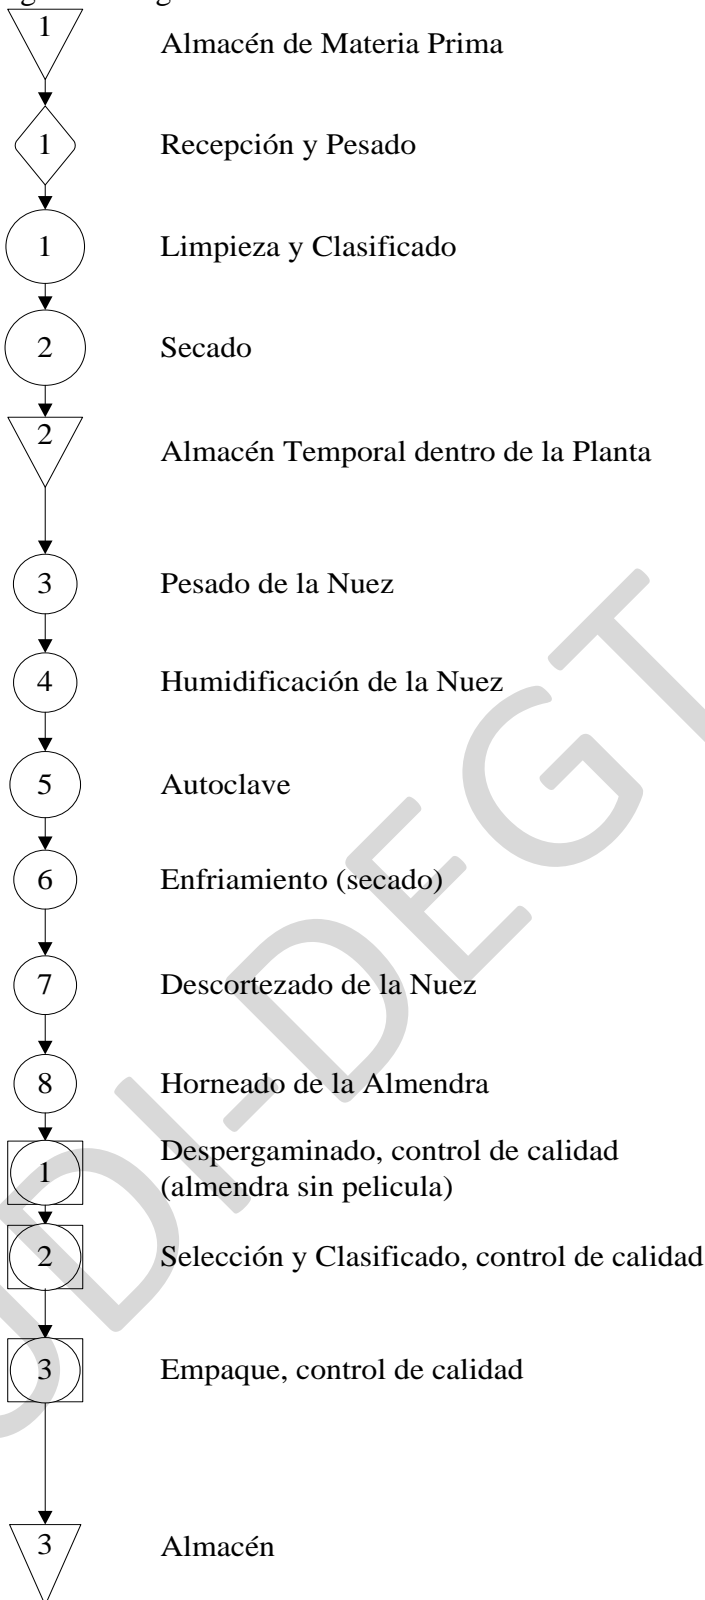 1 Almacén de Materia Prima
1 Recepción y Pesado
1 Limpieza y Clasificado
2 Secado
2 Almacén Temporal dentro de la Planta
3 Pesado de la Nuez
4 Humidificación de la Nuez
5 Autoclave
6 Enfriamiento (secado)
7 Descortezado de la Nuez
8 Horneado de la Almendra
1 Despergaminado, control de calidad
(almendra sin pelicula)
2 Selección y Clasificado, control de calidad
3 Empaque, control de calidad
3 Almacén
UDI-DEGT